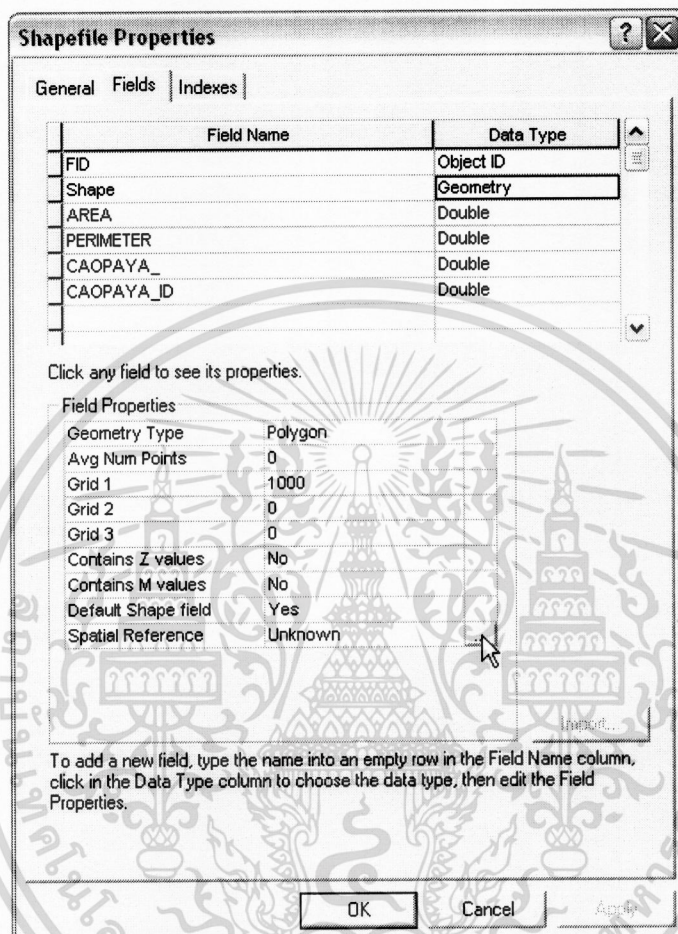 Shapefile Properties
General Fields Indexes
Field Name Data Type
FID Object ID
Shape Geometry
AREA Double
PERIMETER Double
CAOPAYA_ Double
CAOPAYA_ID Double
Click any field to see its properties.
Field Properties
Geometry Type Polygon
Avg Num Points 0
Grid 1 1000
Grid 2 0
Grid 3 0
Contains Z values No
Contains M values No
Default Shape field Yes
Spatial Reference Unknown ...
Import...
To add a new field, type the name into an empty row in the Field Name column,
click in the Data Type column to choose the data type, then edit the Field
Properties.
OK Cancel Apply